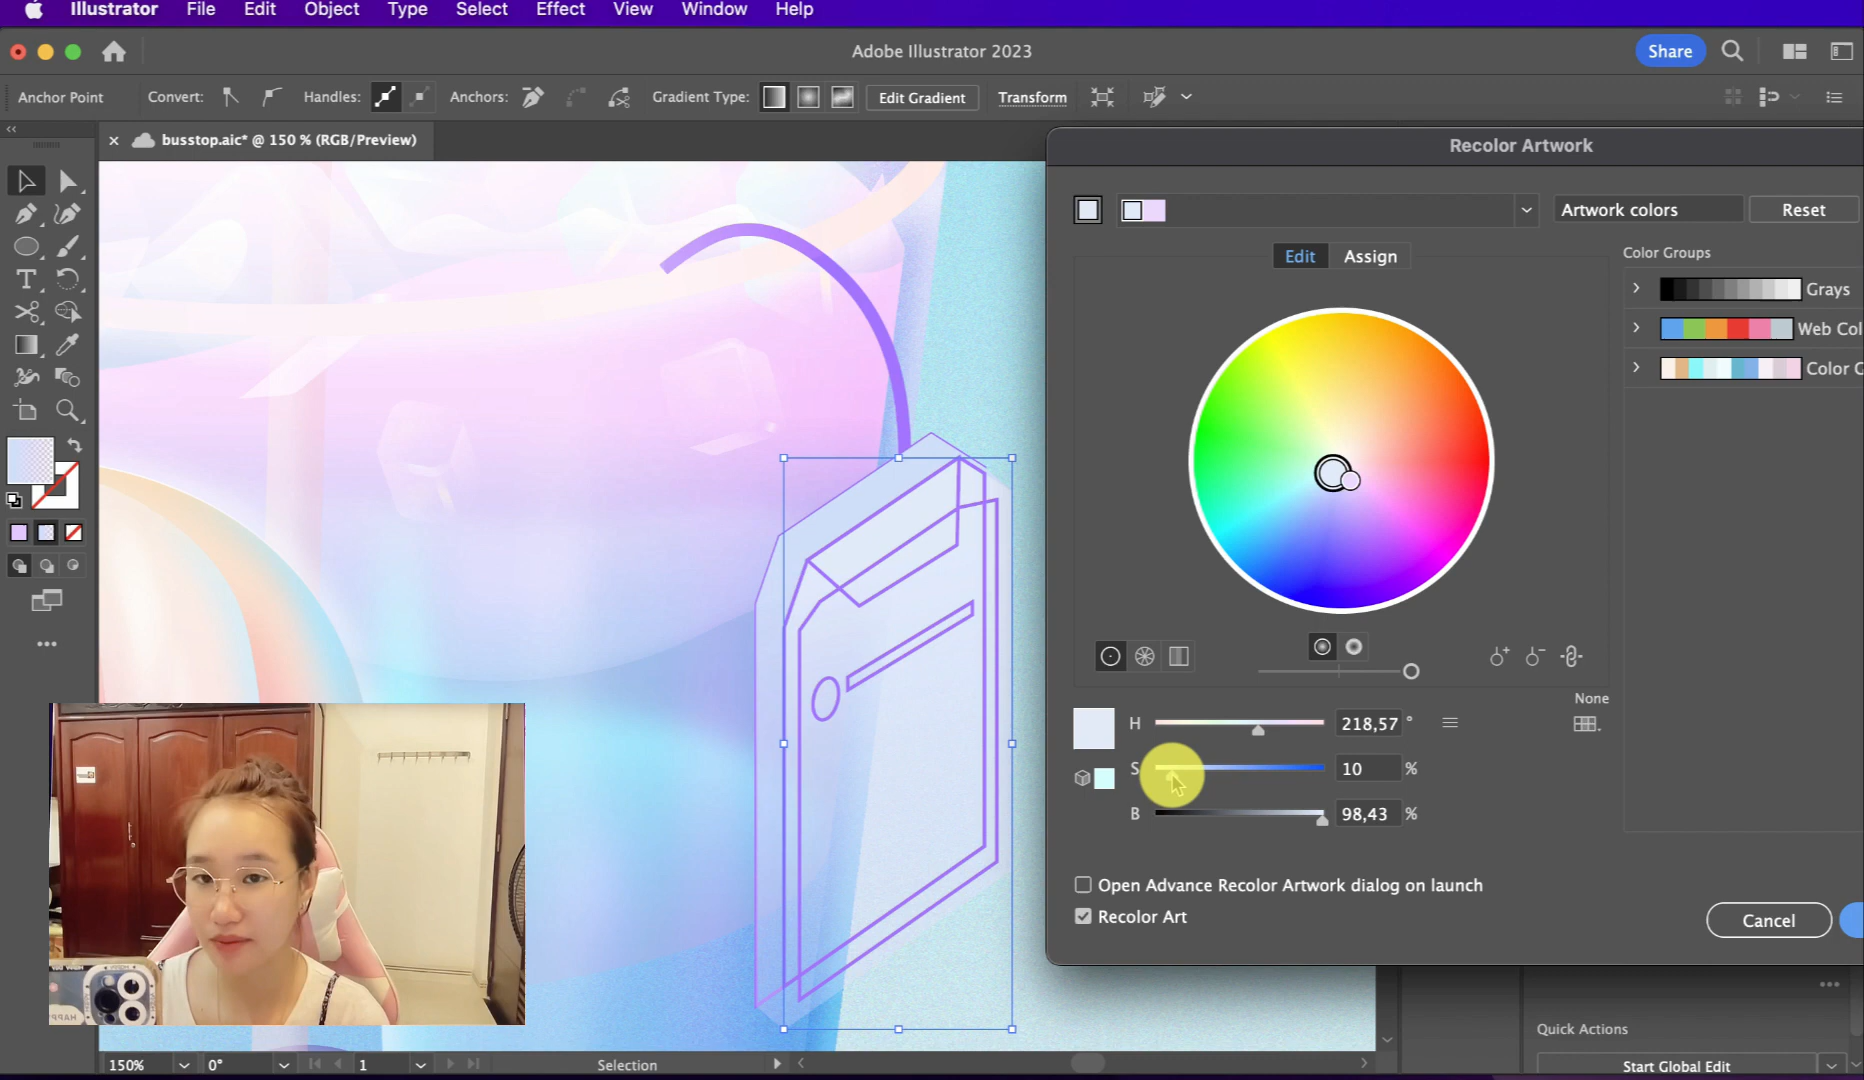 Illustrator File Edit Object Type Select Effect View Window Help
Adobe Illustrator 2023
Share
Anchor Point Convert: Handles: Anchors: Gradient Type: Edit Gradient Transform
busstop.aic* @ 150 % (RGB/Preview)
Recolor Artwork
Artwork colors
Reset
Edit Assign
Color Groups
Grays
Web Col
Color G
None
H 218,57 °
S 10 %
B 98,43 %
Open Advance Recolor Artwork dialog on launch
Recolor Art
Cancel
Quick Actions
Start Global Edit
150% 0° 1 Selection